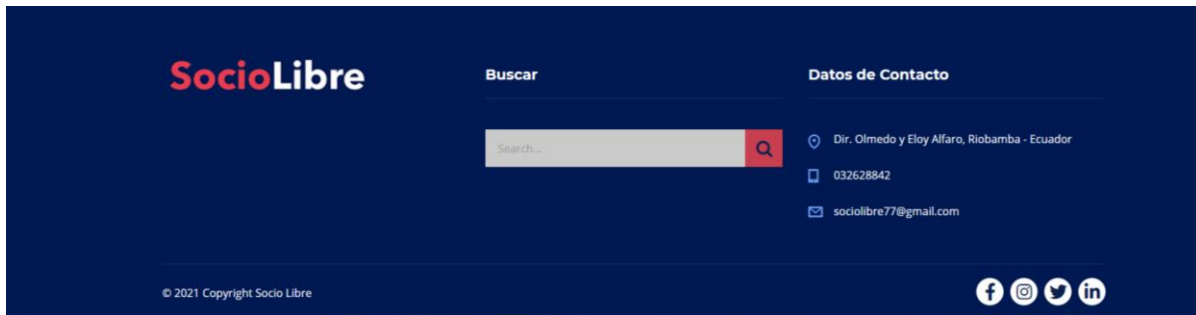 SocioLibre
Buscar
Search...
Datos de Contacto
Dir. Olmedo y Eloy Alfaro, Riobamba - Ecuador
032628842
sociolibre77@gmail.com
© 2021 Copyright Socio Libre